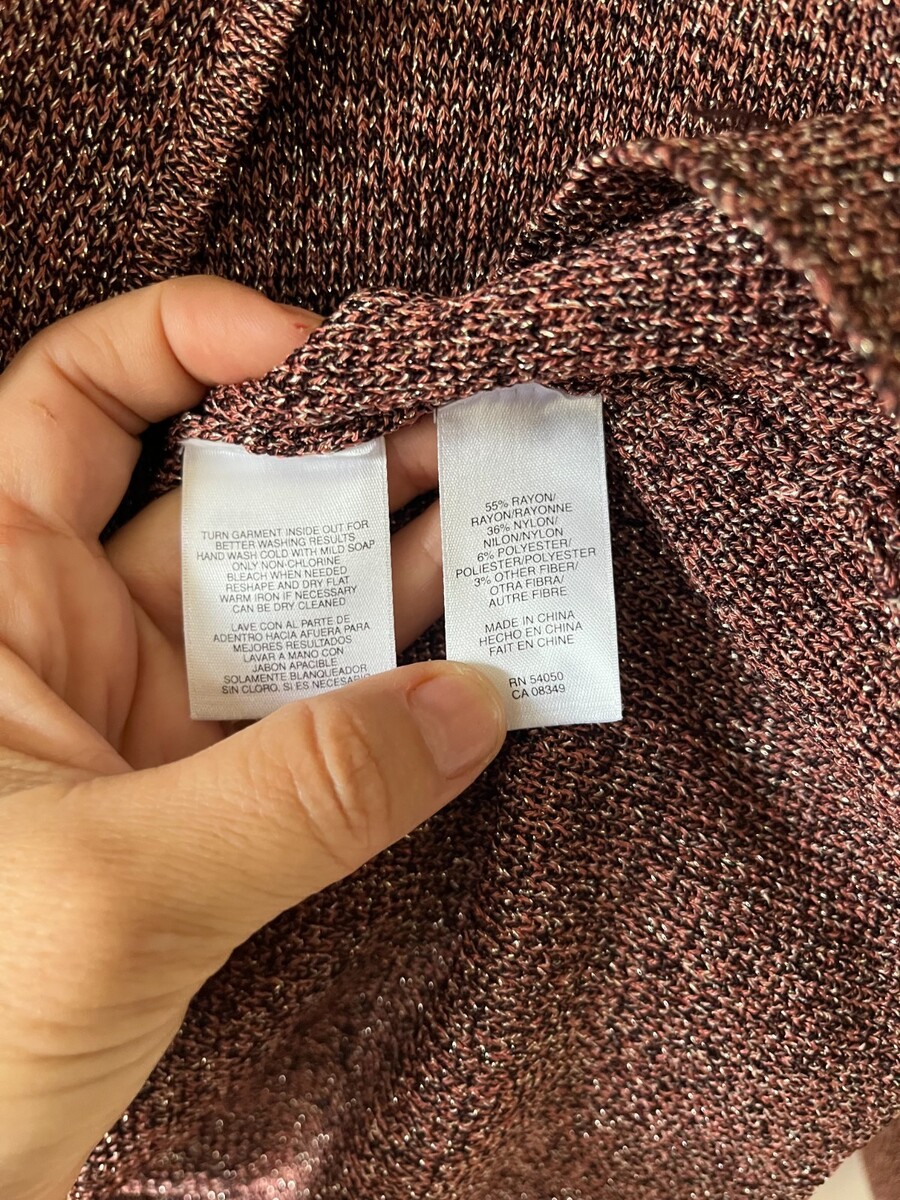 TURN GARMENT INSIDE OUT FOR
BETTER WASHING RESULTS
HAND WASH COLD WITH MILD SOAP
ONLY NON-CHLORINE
BLEACH WHEN NEEDED
RESHAPE AND DRY FLAT
WARM IRON IF NECESSARY
CAN BE DRY CLEANED
LAVE CON AL PARTE DE
ADENTRO HACIA AFUERA PARA
MEJORES RESULTADOS
LAVAR A MANO CON
JABON APACIBLE
SOLAMENTE BLANQUEADOR
SIN CLORO, SI ES NECESARIO
55% RAYON/
RAYON/RAYONNE
36% NYLON/
NILON/NYLON
6% POLYESTER/
POLIESTER/POLYESTER
3% OTHER FIBER/
OTRA FIBRA/
AUTRE FIBRE
MADE IN CHINA
HECHO EN CHINA
FAIT EN CHINE
RN 54050
CA 08349